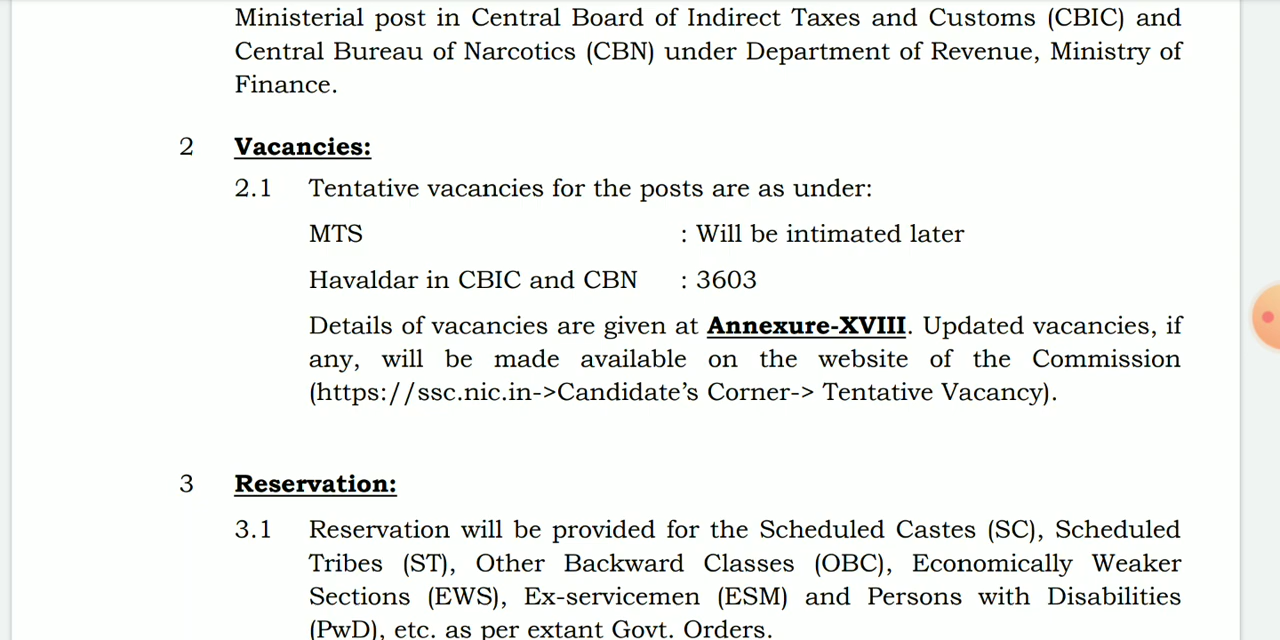 Ministerial post in Central Board of Indirect Taxes and Customs (CBIC) and
Central Bureau of Narcotics (CBN) under Department of Revenue, Ministry of
Finance.
2 Vacancies:
2.1 Tentative vacancies for the posts are as under:
MTS : Will be intimated later
Havaldar in CBIC and CBN : 3603
Details of vacancies are given at Annexure-XVIII. Updated vacancies, if
any, will be made available on the website of the Commission
(https://ssc.nic.in->Candidate’s Corner-> Tentative Vacancy).
3 Reservation:
3.1 Reservation will be provided for the Scheduled Castes (SC), Scheduled
Tribes (ST), Other Backward Classes (OBC), Economically Weaker
Sections (EWS), Ex-servicemen (ESM) and Persons with Disabilities
(PwD), etc. as per extant Govt. Orders.